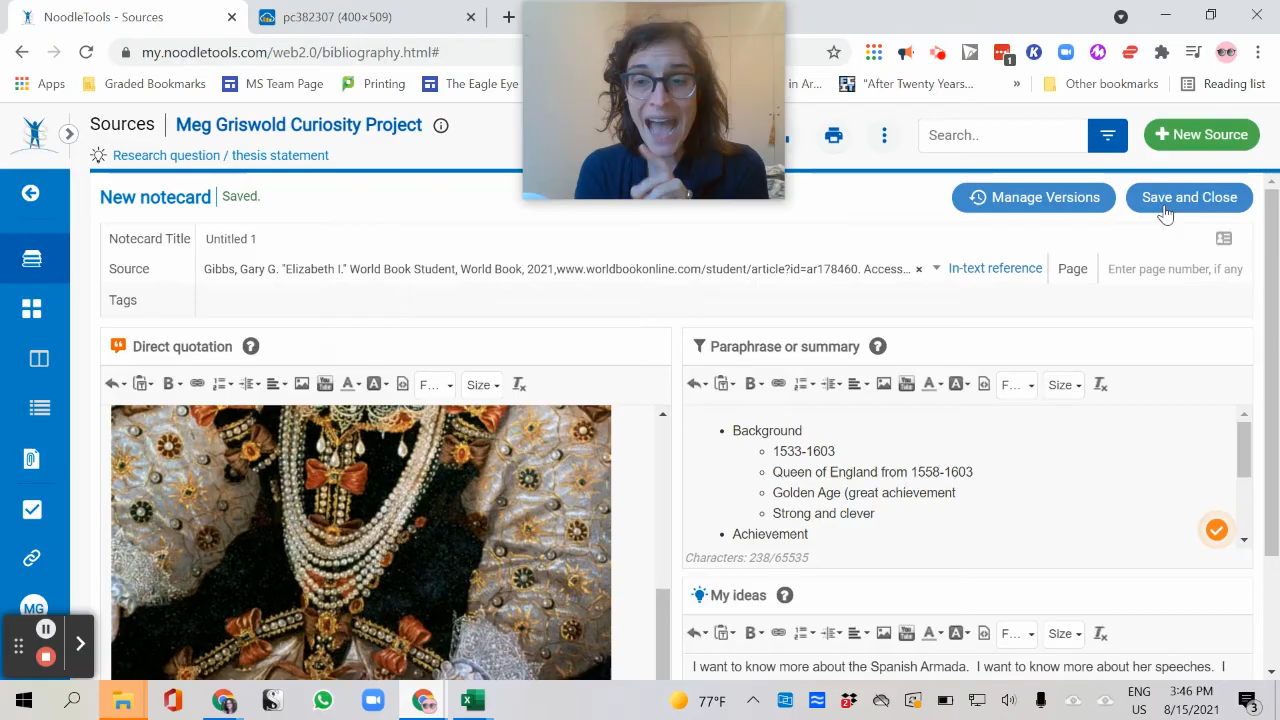 NoodleTools - Sources
pc382307 (400×509)
my.noodletools.com/web2.0/bibliography.html#
1
Apps
Graded Bookmarks
MS Team Page
Printing
The Eagle Eye
in Ar...
"After Twenty Years...
»
Other bookmarks
Reading list
Sources
Meg Griswold Curiosity Project
Search..
New Source
Research question / thesis statement
New notecard
Saved.
Manage Versions
Save and Close
Notecard Title
Untitled 1
Source
Gibbs, Gary G. "Elizabeth I." World Book Student, World Book, 2021,www.worldbookonline.com/student/article?id=ar178460. Access...
In-text reference
Page
Enter page number, if any
Tags
Direct quotation
Paraphrase or summary
F...
Size
F...
Size
Background
1533-1603
Queen of England from 1558-1603
Golden Age (great achievement
Strong and clever
Achievement
Characters: 238/65535
My ideas
MG
F...
Size
I want to know more about the Spanish Armada. I want to know more about her speeches. I
77°F
2
ENG
8/15/2021
3